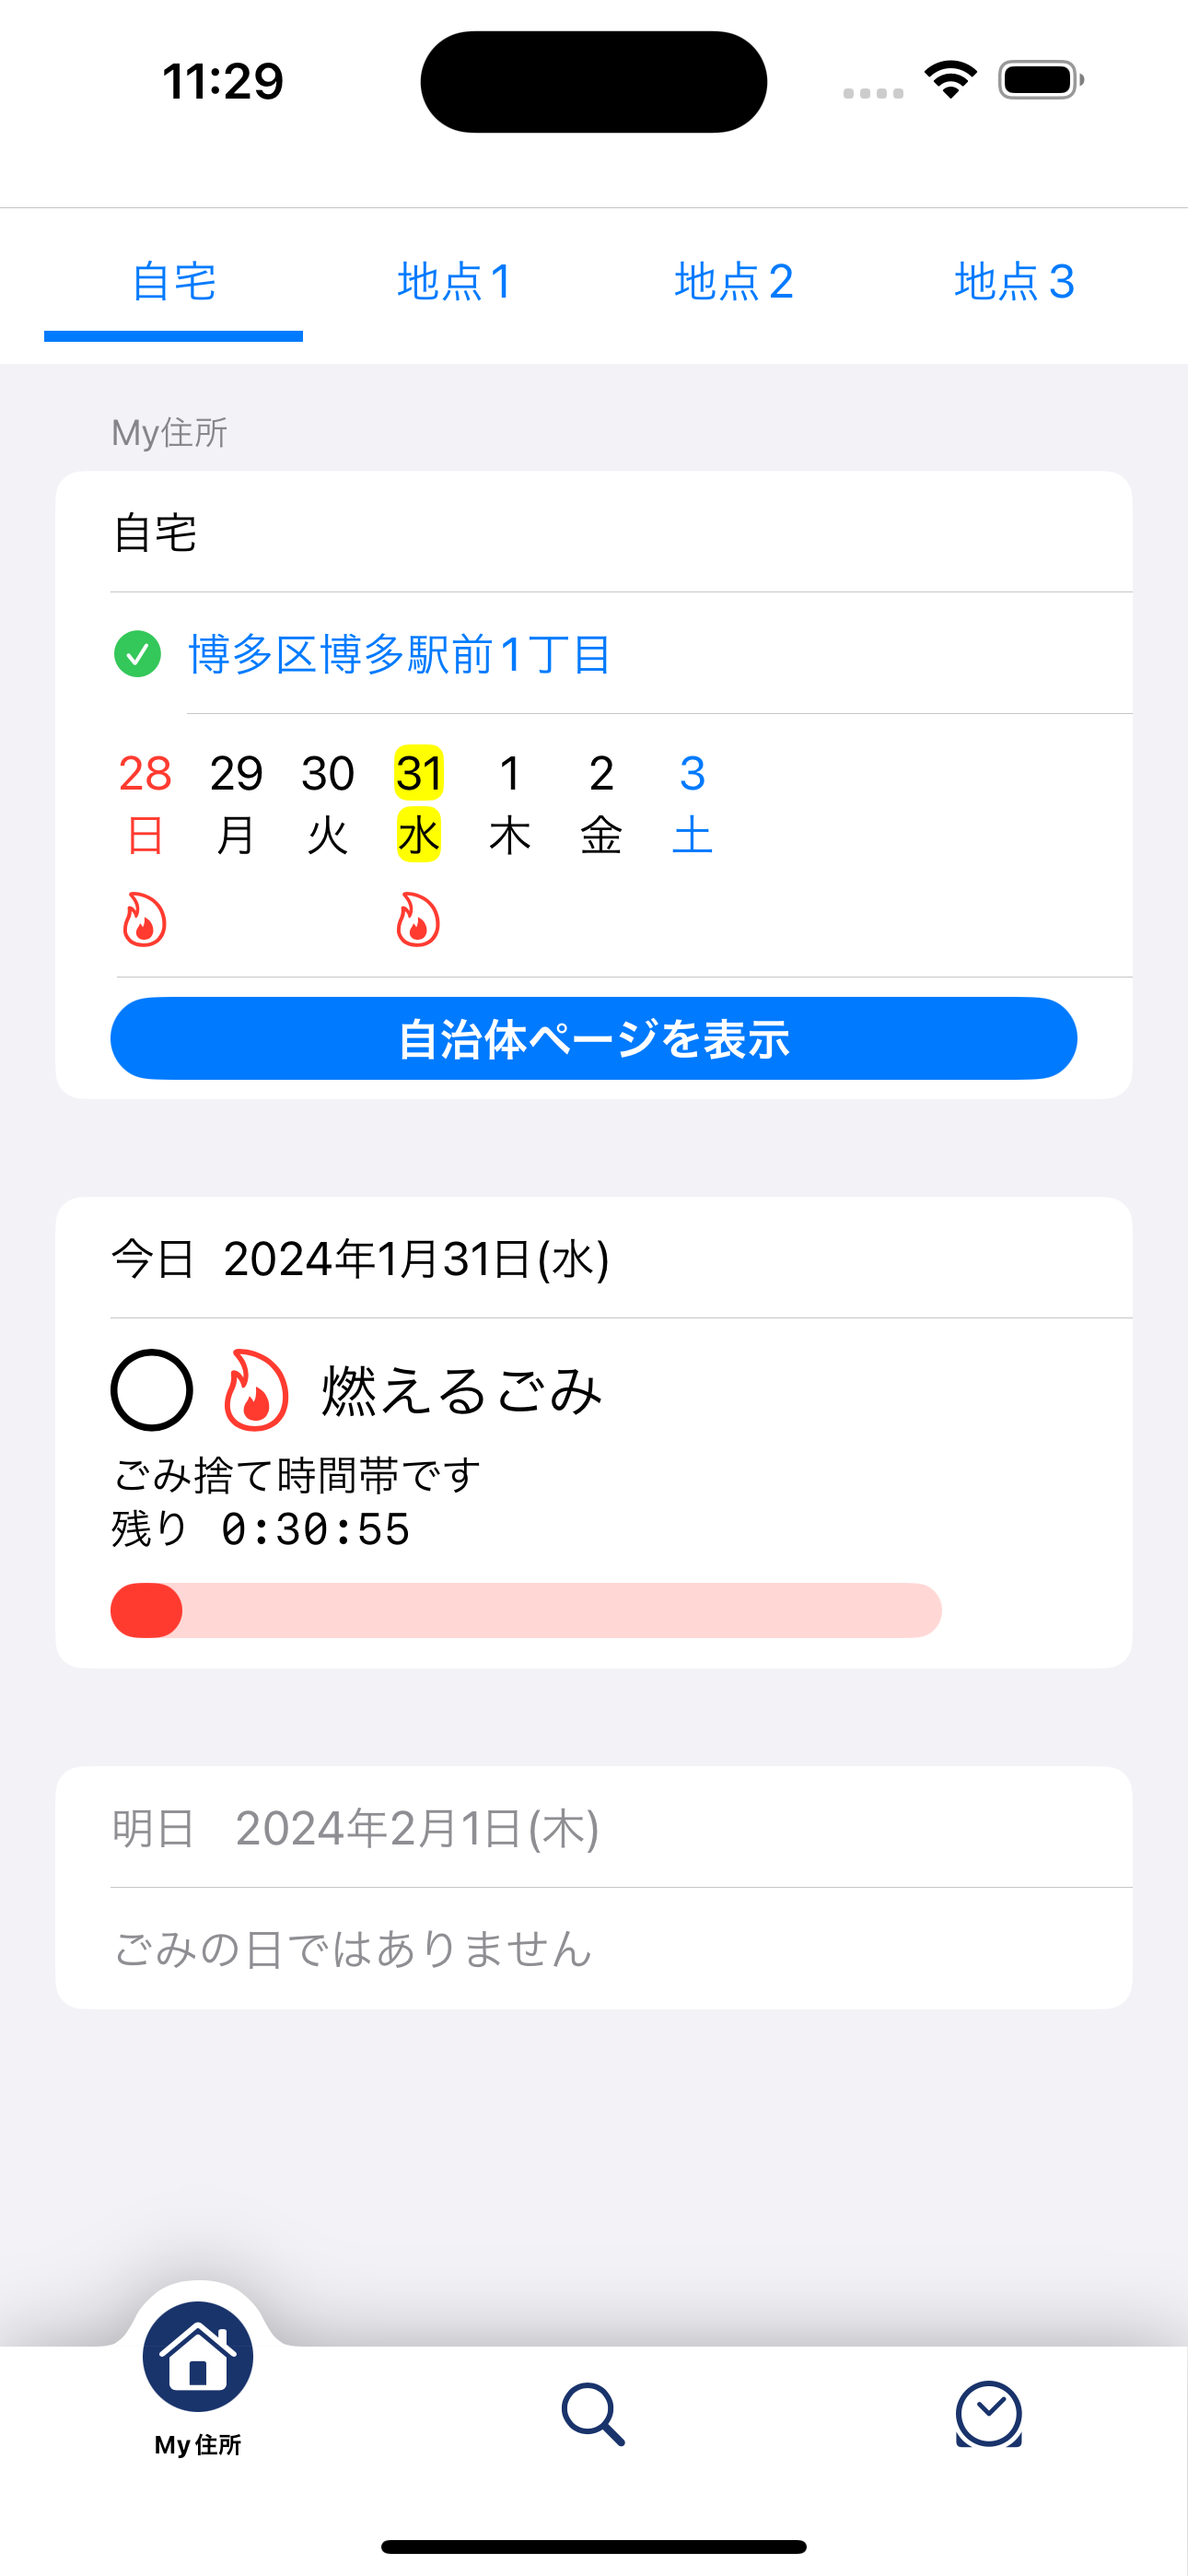 11:29
自宅 地点1 地点2 地点3
My住所
自宅
博多区博多駅前1丁目
28 29 30 31 1 2 3
日 月 火 水 木 金 土
自治体ページを表示
今日 2024年1月31日(水)
燃えるごみ
ごみ捨て時間帯です
残り 0:30:55
明日 2024年2月1日(木)
ごみの日ではありません
My住所